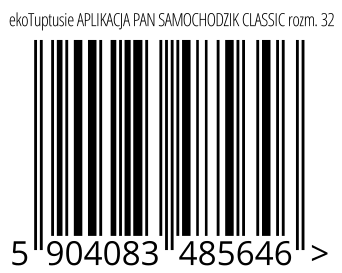 ekoTuptusie APLIKACJA PAN SAMOCHODZIK CLASSIC rozm. 32
5 904083 485646 >